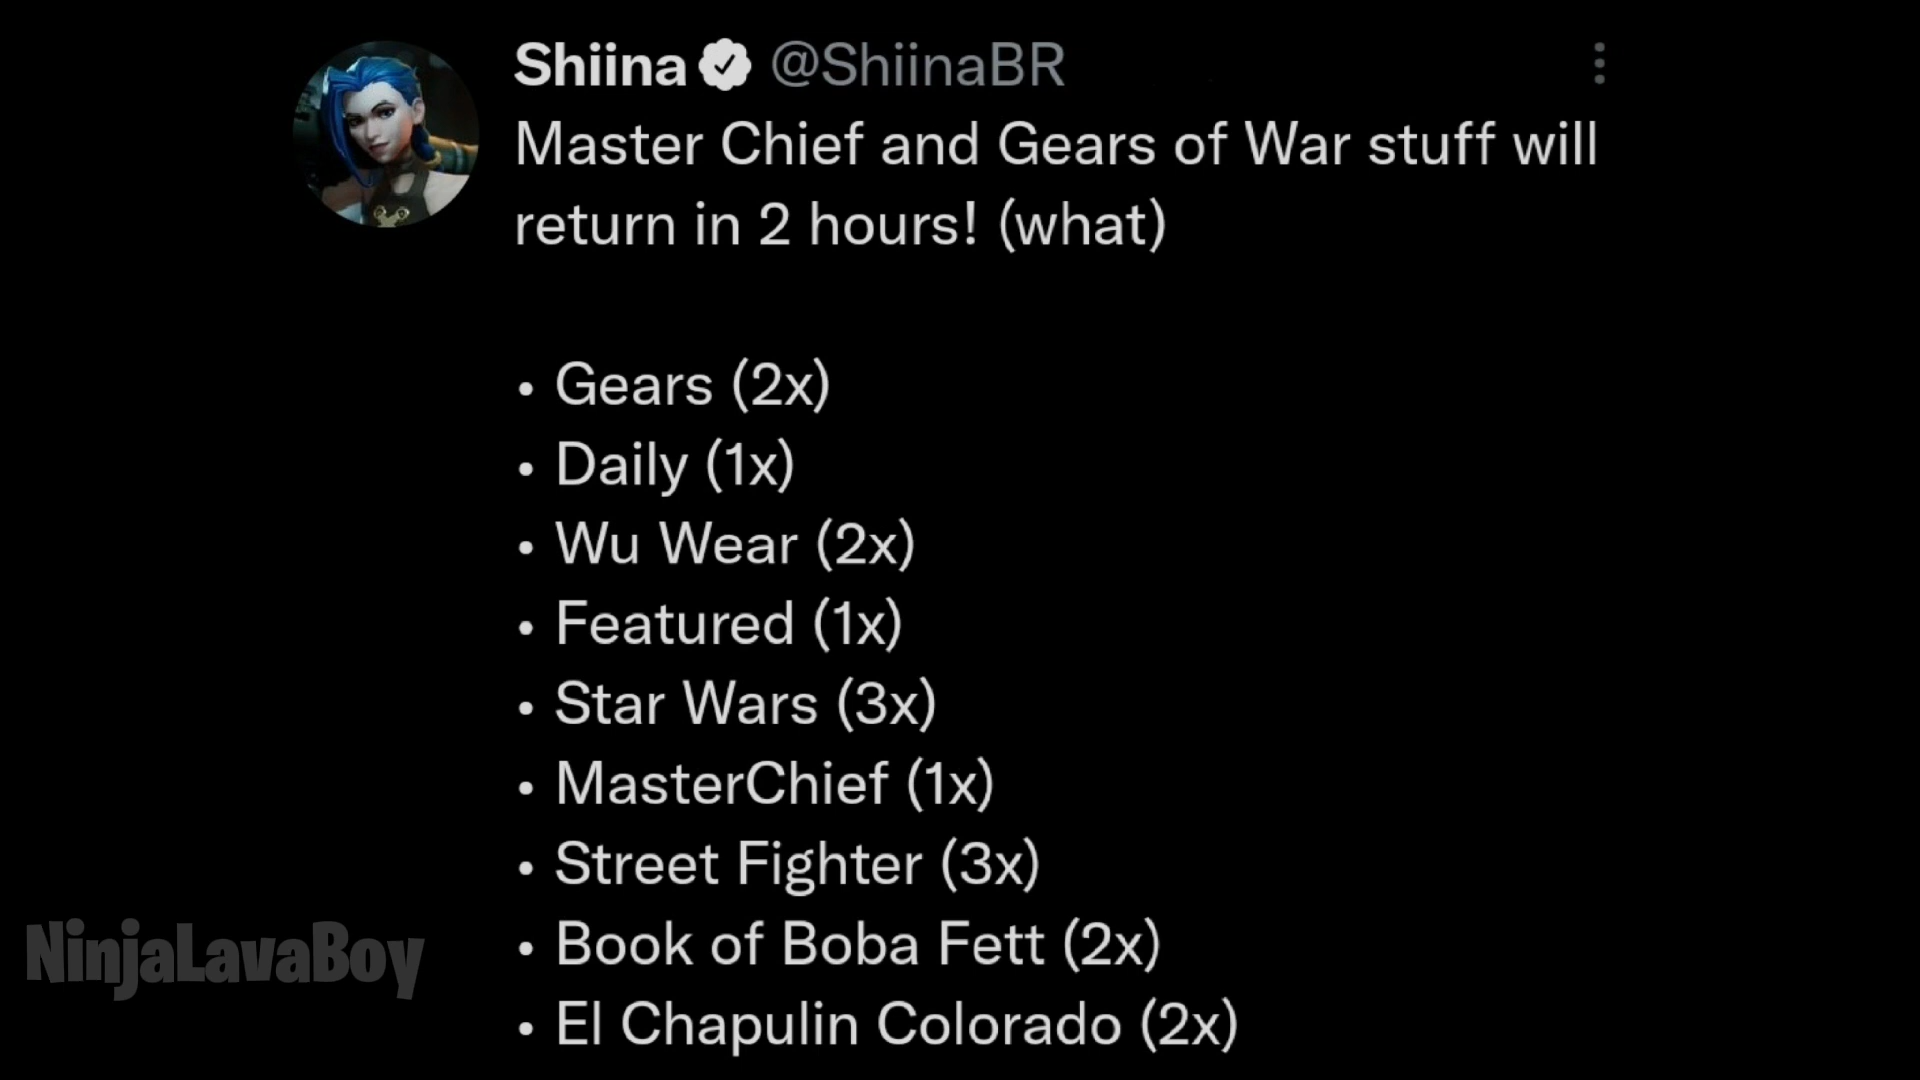 Shiina @ShiinaBR
Master Chief and Gears of War stuff will
return in 2 hours! (what)
• Gears (2x)
• Daily (1x)
• Wu Wear (2x)
• Featured (1x)
• Star Wars (3x)
• MasterChief (1x)
• Street Fighter (3x)
• Book of Boba Fett (2x)
• El Chapulin Colorado (2x)
NinjaLavaBoy